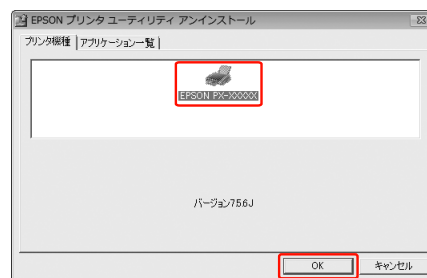 EPSON プリンタ ユーティリティ アンインストール
プリンタ機種 アプリケーション一覧
EPSON PX-XXXXX
バージョン7.5.6.J
OK キャンセル